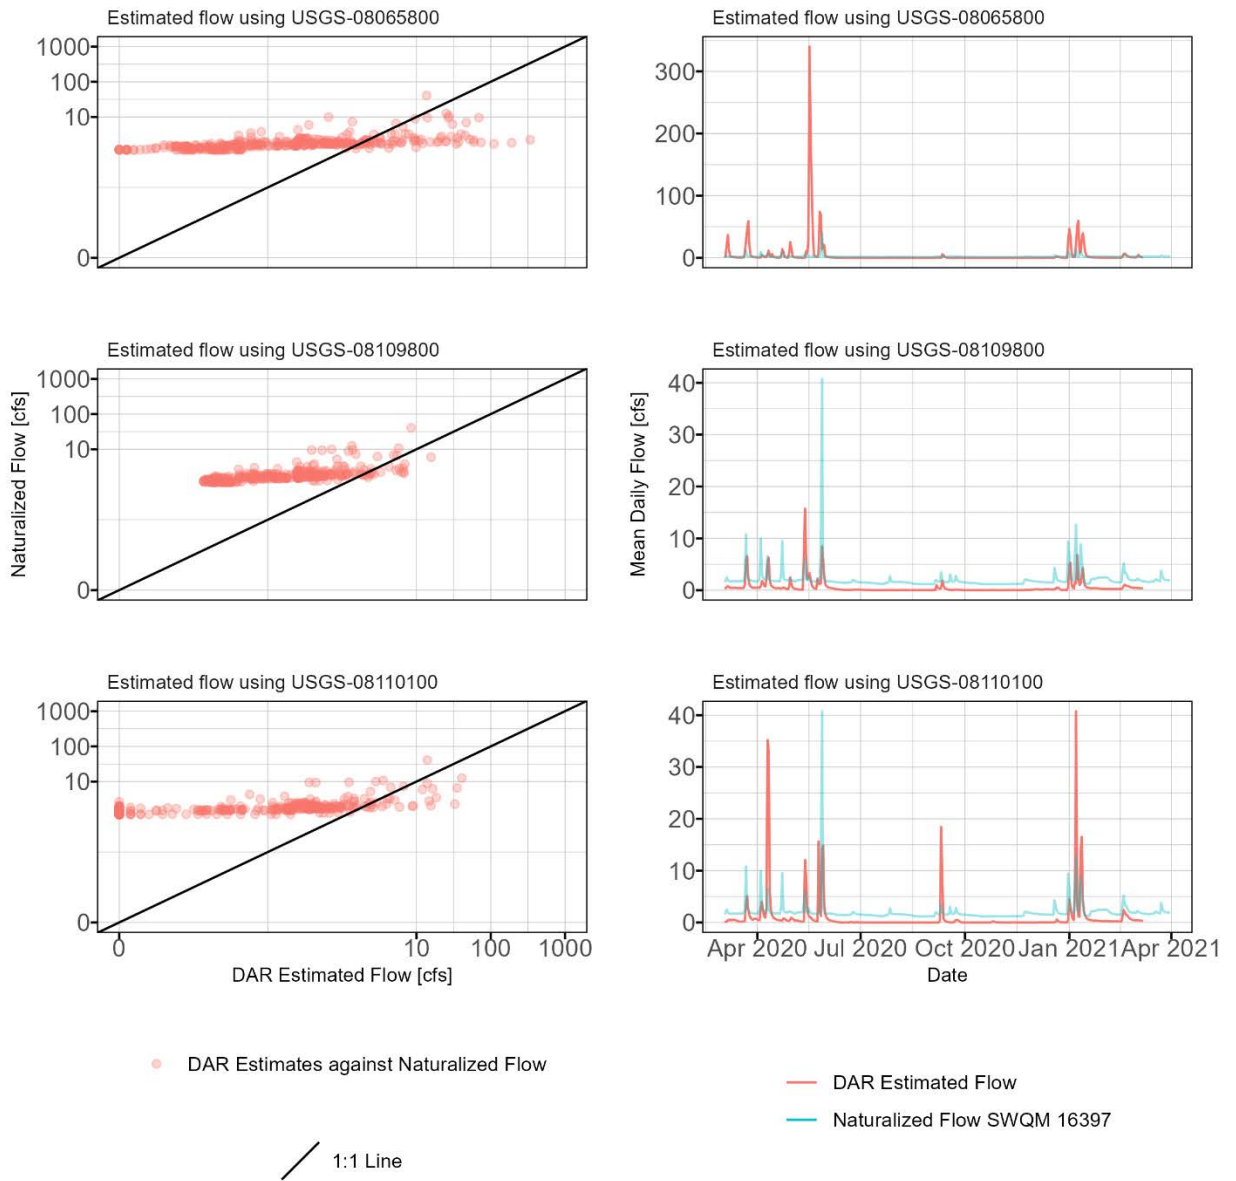 Estimated flow using USGS-08065800
Estimated flow using USGS-08065800
1000
100
10
0
300
200
100
0
Estimated flow using USGS-08109800
Estimated flow using USGS-08109800
Naturalized Flow [cfs]
1000
100
10
0
Mean Daily Flow [cfs]
40
30
20
10
0
Estimated flow using USGS-08110100
Estimated flow using USGS-08110100
1000
100
10
0
40
30
20
10
0
0 10 100 1000
Apr 2020 Jul 2020 Oct 2020 Jan 2021 Apr 2021
DAR Estimated Flow [cfs]
Date
DAR Estimates against Naturalized Flow
DAR Estimated Flow
Naturalized Flow SWQM 16397
1:1 Line